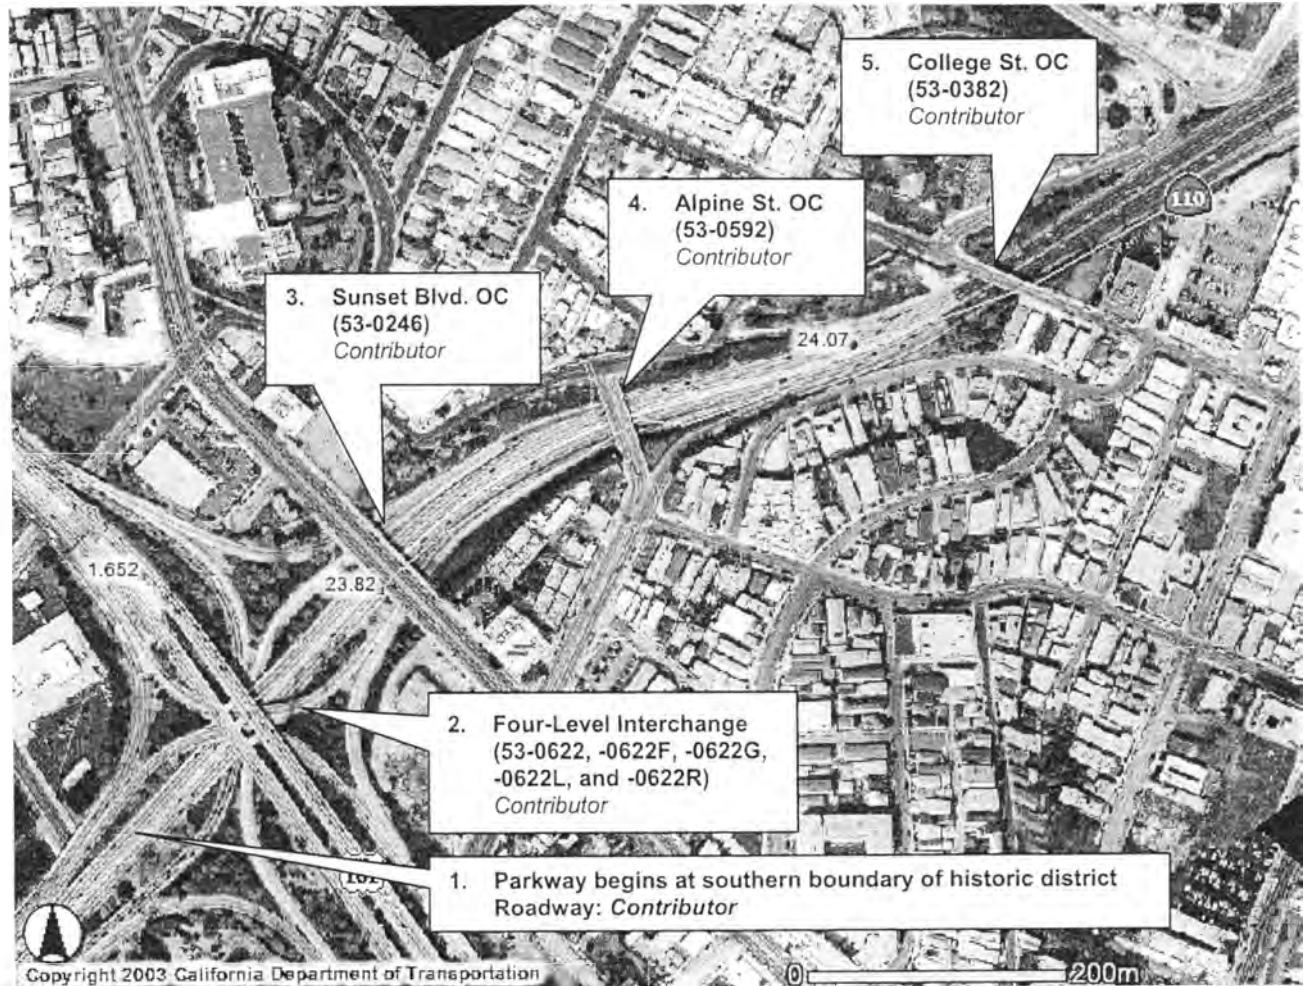 5. College St. OC
(53-0382)
Contributor
110
4. Alpine St. OC
(53-0592)
Contributor
3. Sunset Blvd. OC
(53-0246)
Contributor
24.07
1.652
23.82
2. Four-Level Interchange
(53-0622, -0622F, -0622G,
-0622L, and -0622R)
Contributor
101
1. Parkway begins at southern boundary of historic district
Roadway: Contributor
Copyright 2003 California Department of Transportation
0 200m